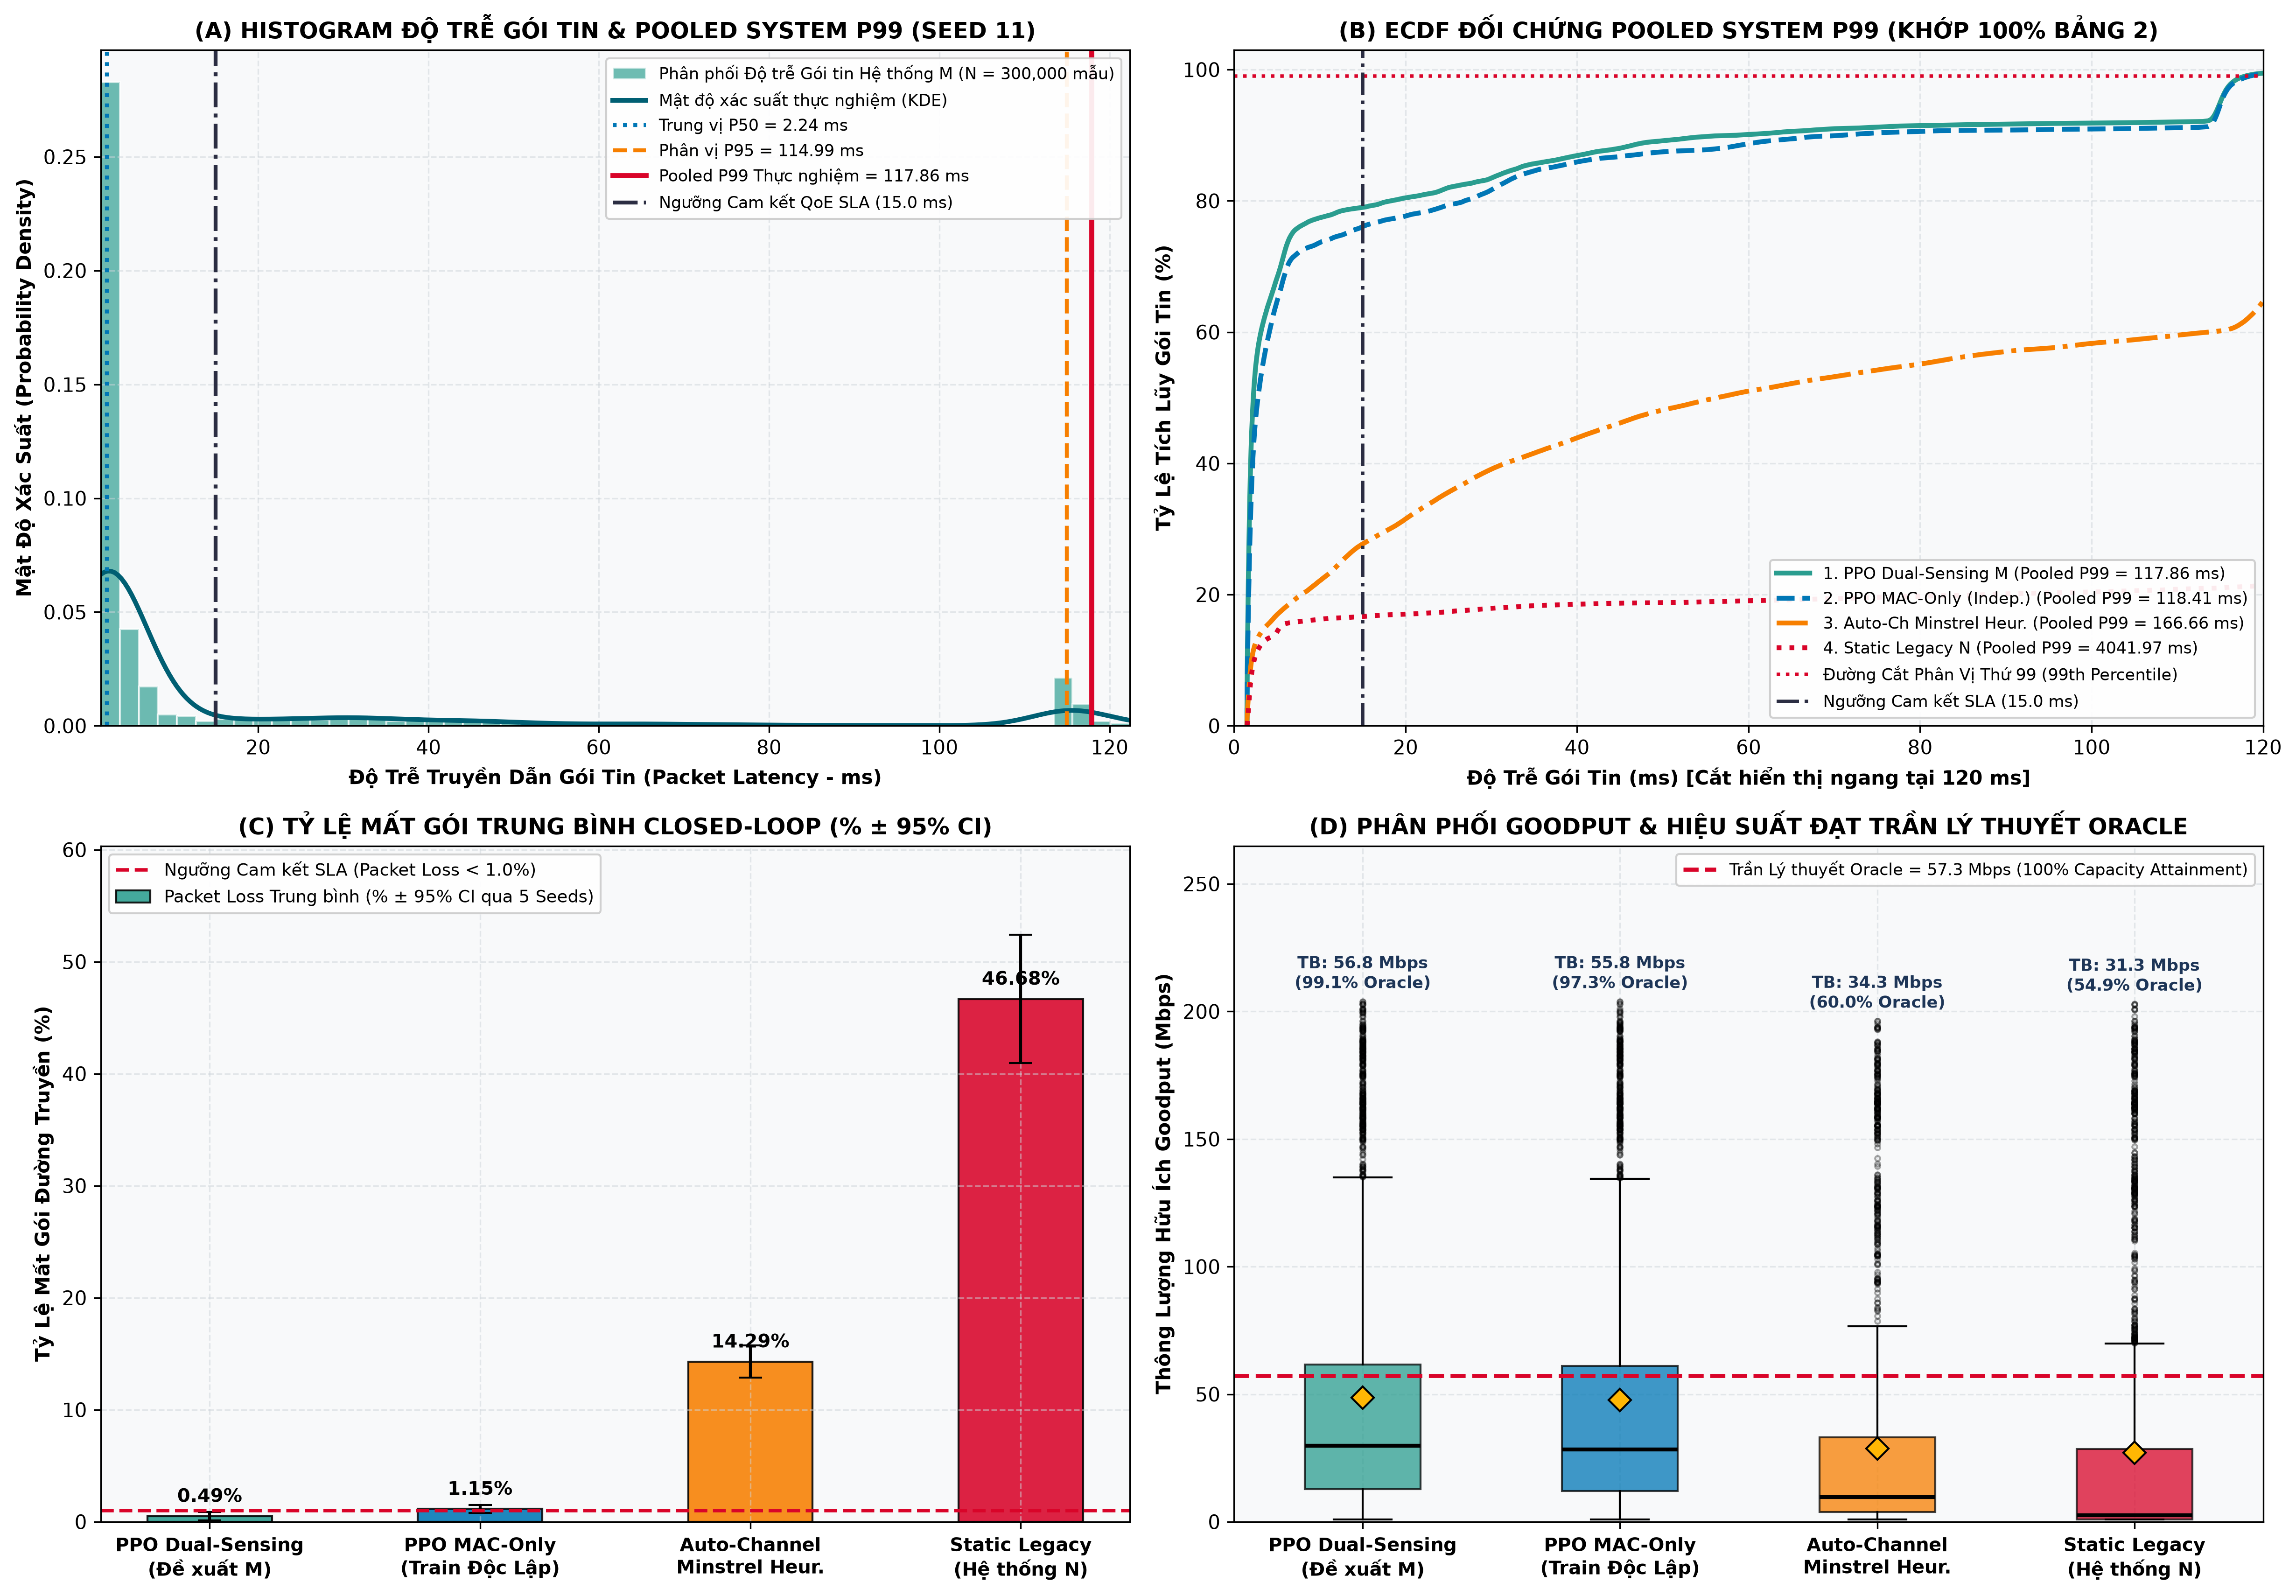 (A) HISTOGRAM ĐỘ TRỄ GÓI TIN & POOLED SYSTEM P99 (SEED 11)
Mật Độ Xác Suất (Probability Density)
0.25
0.20
0.15
0.10
0.05
0.00
Phân phối Độ trễ Gói tin Hệ thống M (N = 300,000 mẫu)
Mật độ xác suất thực nghiệm (KDE)
Trung vị P50 = 2.24 ms
Phân vị P95 = 114.99 ms
Pooled P99 Thực nghiệm = 117.86 ms
Ngưỡng Cam kết QoE SLA (15.0 ms)
20 40 60 80 100 120
Độ Trễ Truyền Dẫn Gói Tin (Packet Latency - ms)
(B) ECDF ĐỐI CHỨNG POOLED SYSTEM P99 (KHỚP 100% BẢNG 2)
Tỷ Lệ Tích Lũy Gói Tin (%)
100
80
60
40
20
0
1. PPO Dual-Sensing M (Pooled P99 = 117.86 ms)
2. PPO MAC-Only (Indep.) (Pooled P99 = 118.41 ms)
3. Auto-Ch Minstrel Heur. (Pooled P99 = 166.66 ms)
4. Static Legacy N (Pooled P99 = 4041.97 ms)
Đường Cắt Phân Vị Thứ 99 (99th Percentile)
Ngưỡng Cam kết SLA (15.0 ms)
0 20 40 60 80 100 120
Độ Trễ Gói Tin (ms) [Cắt hiển thị ngang tại 120 ms]
(C) TỶ LỆ MẤT GÓI TRUNG BÌNH CLOSED-LOOP (% ± 95% CI)
Tỷ Lệ Mất Gói Đường Truyền (%)
60
50
40
30
20
10
0
Ngưỡng Cam kết SLA (Packet Loss < 1.0%)
Packet Loss Trung bình (% ± 95% CI qua 5 Seeds)
0.49%
1.15%
14.29%
46.68%
PPO Dual-Sensing
(Đề xuất M)
PPO MAC-Only
(Train Độc Lập)
Auto-Channel
Minstrel Heur.
Static Legacy
(Hệ thống N)
(D) PHÂN PHỐI GOODPUT & HIỆU SUẤT ĐẠT TRẦN LÝ THUYẾT ORACLE
Thông Lượng Hữu Ích Goodput (Mbps)
250
200
150
100
50
0
Trần Lý thuyết Oracle = 57.3 Mbps (100% Capacity Attainment)
TB: 56.8 Mbps
(99.1% Oracle)
TB: 55.8 Mbps
(97.3% Oracle)
TB: 34.3 Mbps
(60.0% Oracle)
TB: 31.3 Mbps
(54.9% Oracle)
PPO Dual-Sensing
(Đề xuất M)
PPO MAC-Only
(Train Độc Lập)
Auto-Channel
Minstrel Heur.
Static Legacy
(Hệ thống N)